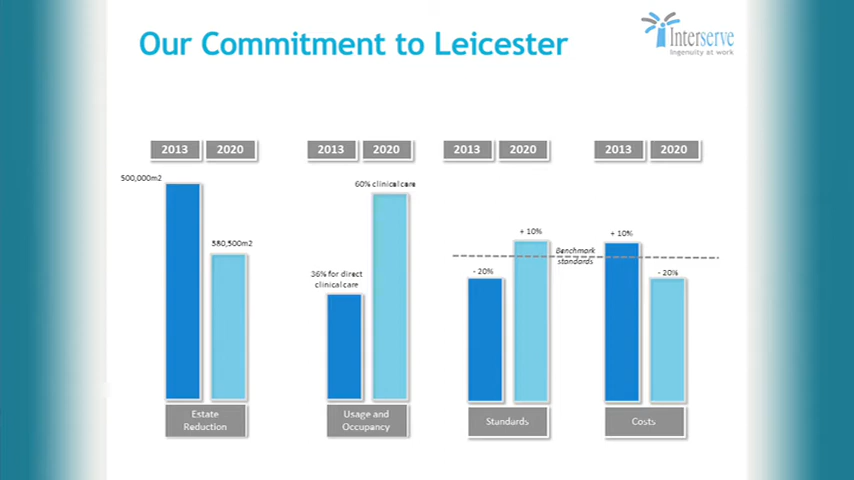 Our Commitment to Leicester
Interserve
Ingenuity at work
2013 2020
2013 2020
2013 2020
2013 2020
500,000m2
380,500m2
36% for direct
clinical care
60% clinical care
- 20%
+ 10%
Benchmark
standards
+ 10%
- 20%
Estate
Reduction
Usage and
Occupancy
Standards
Costs